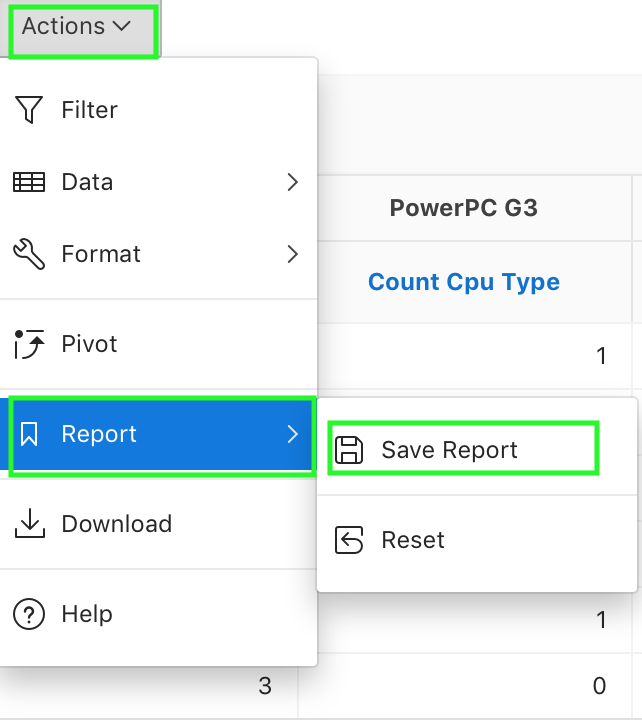 Actions
Filter
Data
Format
Pivot
Report
Download
Help
Save Report
Reset
PowerPC G3
Count Cpu Type
1
1
3 0